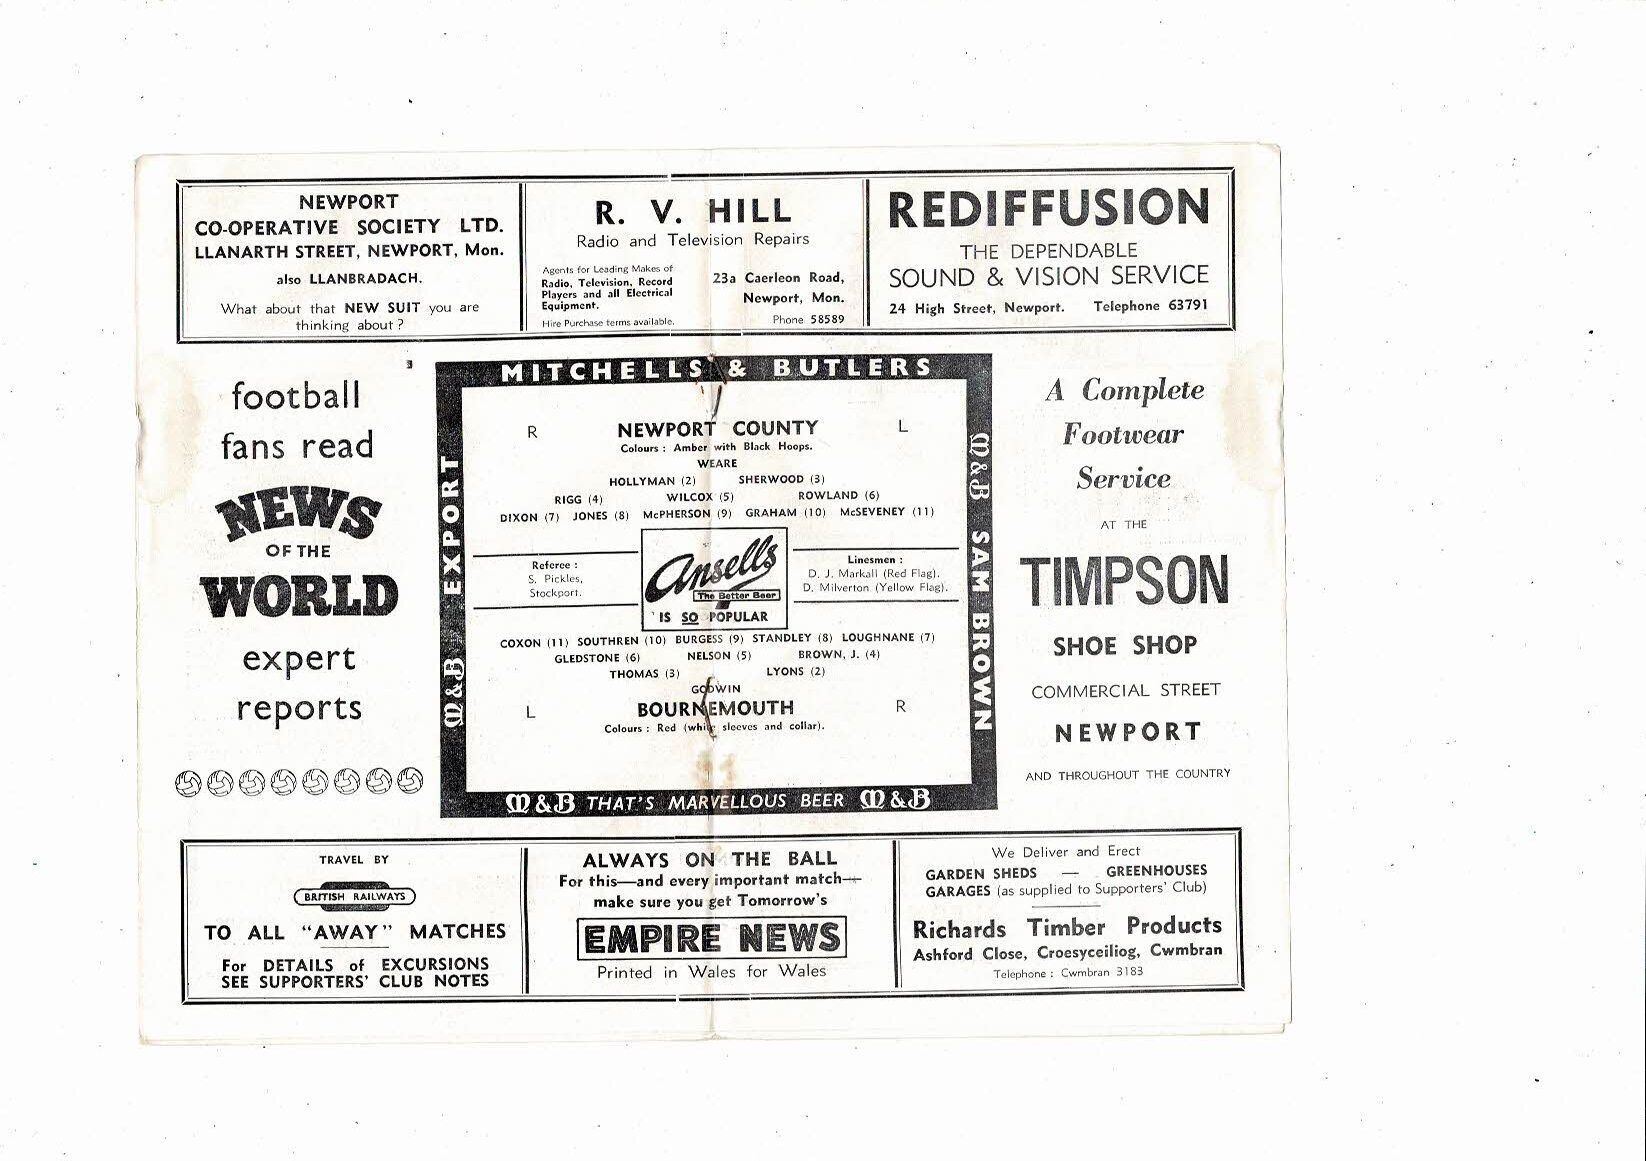 NEWPORT
CO-OPERATIVE SOCIETY LTD.
LLANARTH STREET, NEWPORT, Mon.
also LLANBRADACH.
What about that NEW SUIT you are
thinking about ?
R. V. HILL
Radio and Television Repairs
Agents for Leading Makes of
Radio, Television, Record
Players and all Electrical
Equipment.
Hire Purchase terms available.
23a Caerleon Road,
Newport, Mon.
Phone 58589
REDIFFUSION
THE DEPENDABLE
SOUND & VISION SERVICE
24 High Street, Newport. Telephone 63791
football
fans read
NEWS
OF THE
WORLD
expert
reports
MITCHELLS & BUTLERS
M&B EXPORT
R NEWPORT COUNTY L
Colours : Amber with Black Hoops.
WEARE
HOLLYMAN (2) SHERWOOD (3)
RIGG (4) WILCOX (5) ROWLAND (6)
DIXON (7) JONES (8) McPHERSON (9) GRAHAM (10) McSEVENEY (11)
Referee :
S. Pickles,
Stockport.
Ansells
The Better Beer
IS SO POPULAR
Linesmen :
D. J. Markall (Red Flag).
D. Milverton (Yellow Flag).
COXON (11) SOUTHREN (10) BURGESS (9) STANDLEY (8) LOUGHNANE (7)
GLEDSTONE (6) NELSON (5) BROWN, J. (4)
THOMAS (3) LYONS (2)
GODWIN
L BOURNEMOUTH R
Colours : Red (white sleeves and collar).
M&B SAM BROWN
M&B THAT'S MARVELLOUS BEER M&B
A Complete
Footwear
Service
AT THE
TIMPSON
SHOE SHOP
COMMERCIAL STREET
NEWPORT
AND THROUGHOUT THE COUNTRY
TRAVEL BY
BRITISH RAILWAYS
TO ALL "AWAY" MATCHES
For DETAILS of EXCURSIONS
SEE SUPPORTERS' CLUB NOTES
ALWAYS ON THE BALL
For this—and every important match—
make sure you get Tomorrow's
EMPIRE NEWS
Printed in Wales for Wales
We Deliver and Erect
GARDEN SHEDS — GREENHOUSES
GARAGES (as supplied to Supporters' Club)
Richards Timber Products
Ashford Close, Croesyceiliog, Cwmbran
Telephone : Cwmbran 3183